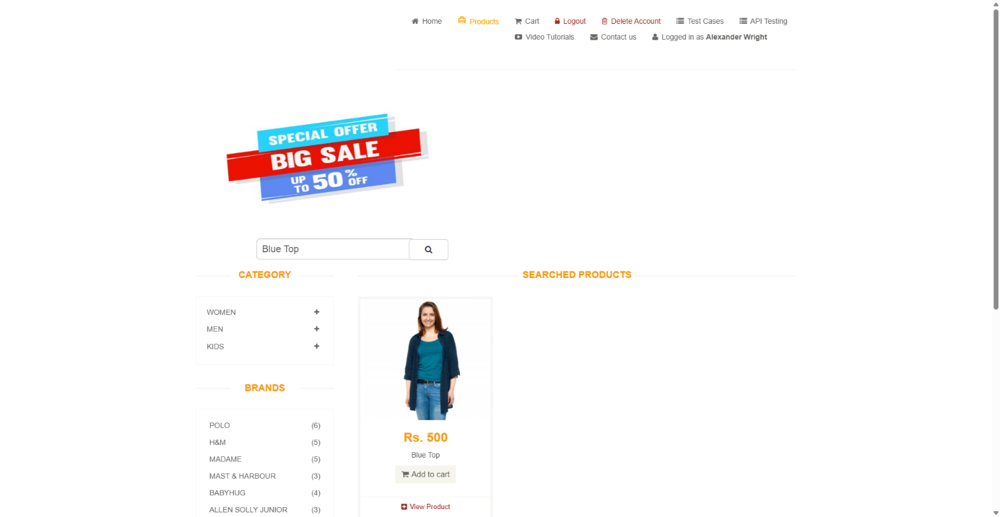 Home Products Cart Logout Delete Account Test Cases API Testing
Video Tutorials Contact us Logged in as Alexander Wright
SPECIAL OFFER
BIG SALE
UP TO 50% OFF
Blue Top
CATEGORY
WOMEN
MEN
KIDS
BRANDS
POLO (6)
H&M (5)
MADAME (5)
MAST & HARBOUR (3)
BABYHUG (4)
ALLEN SOLLY JUNIOR (3)
SEARCHED PRODUCTS
Rs. 500
Blue Top
Add to cart
View Product